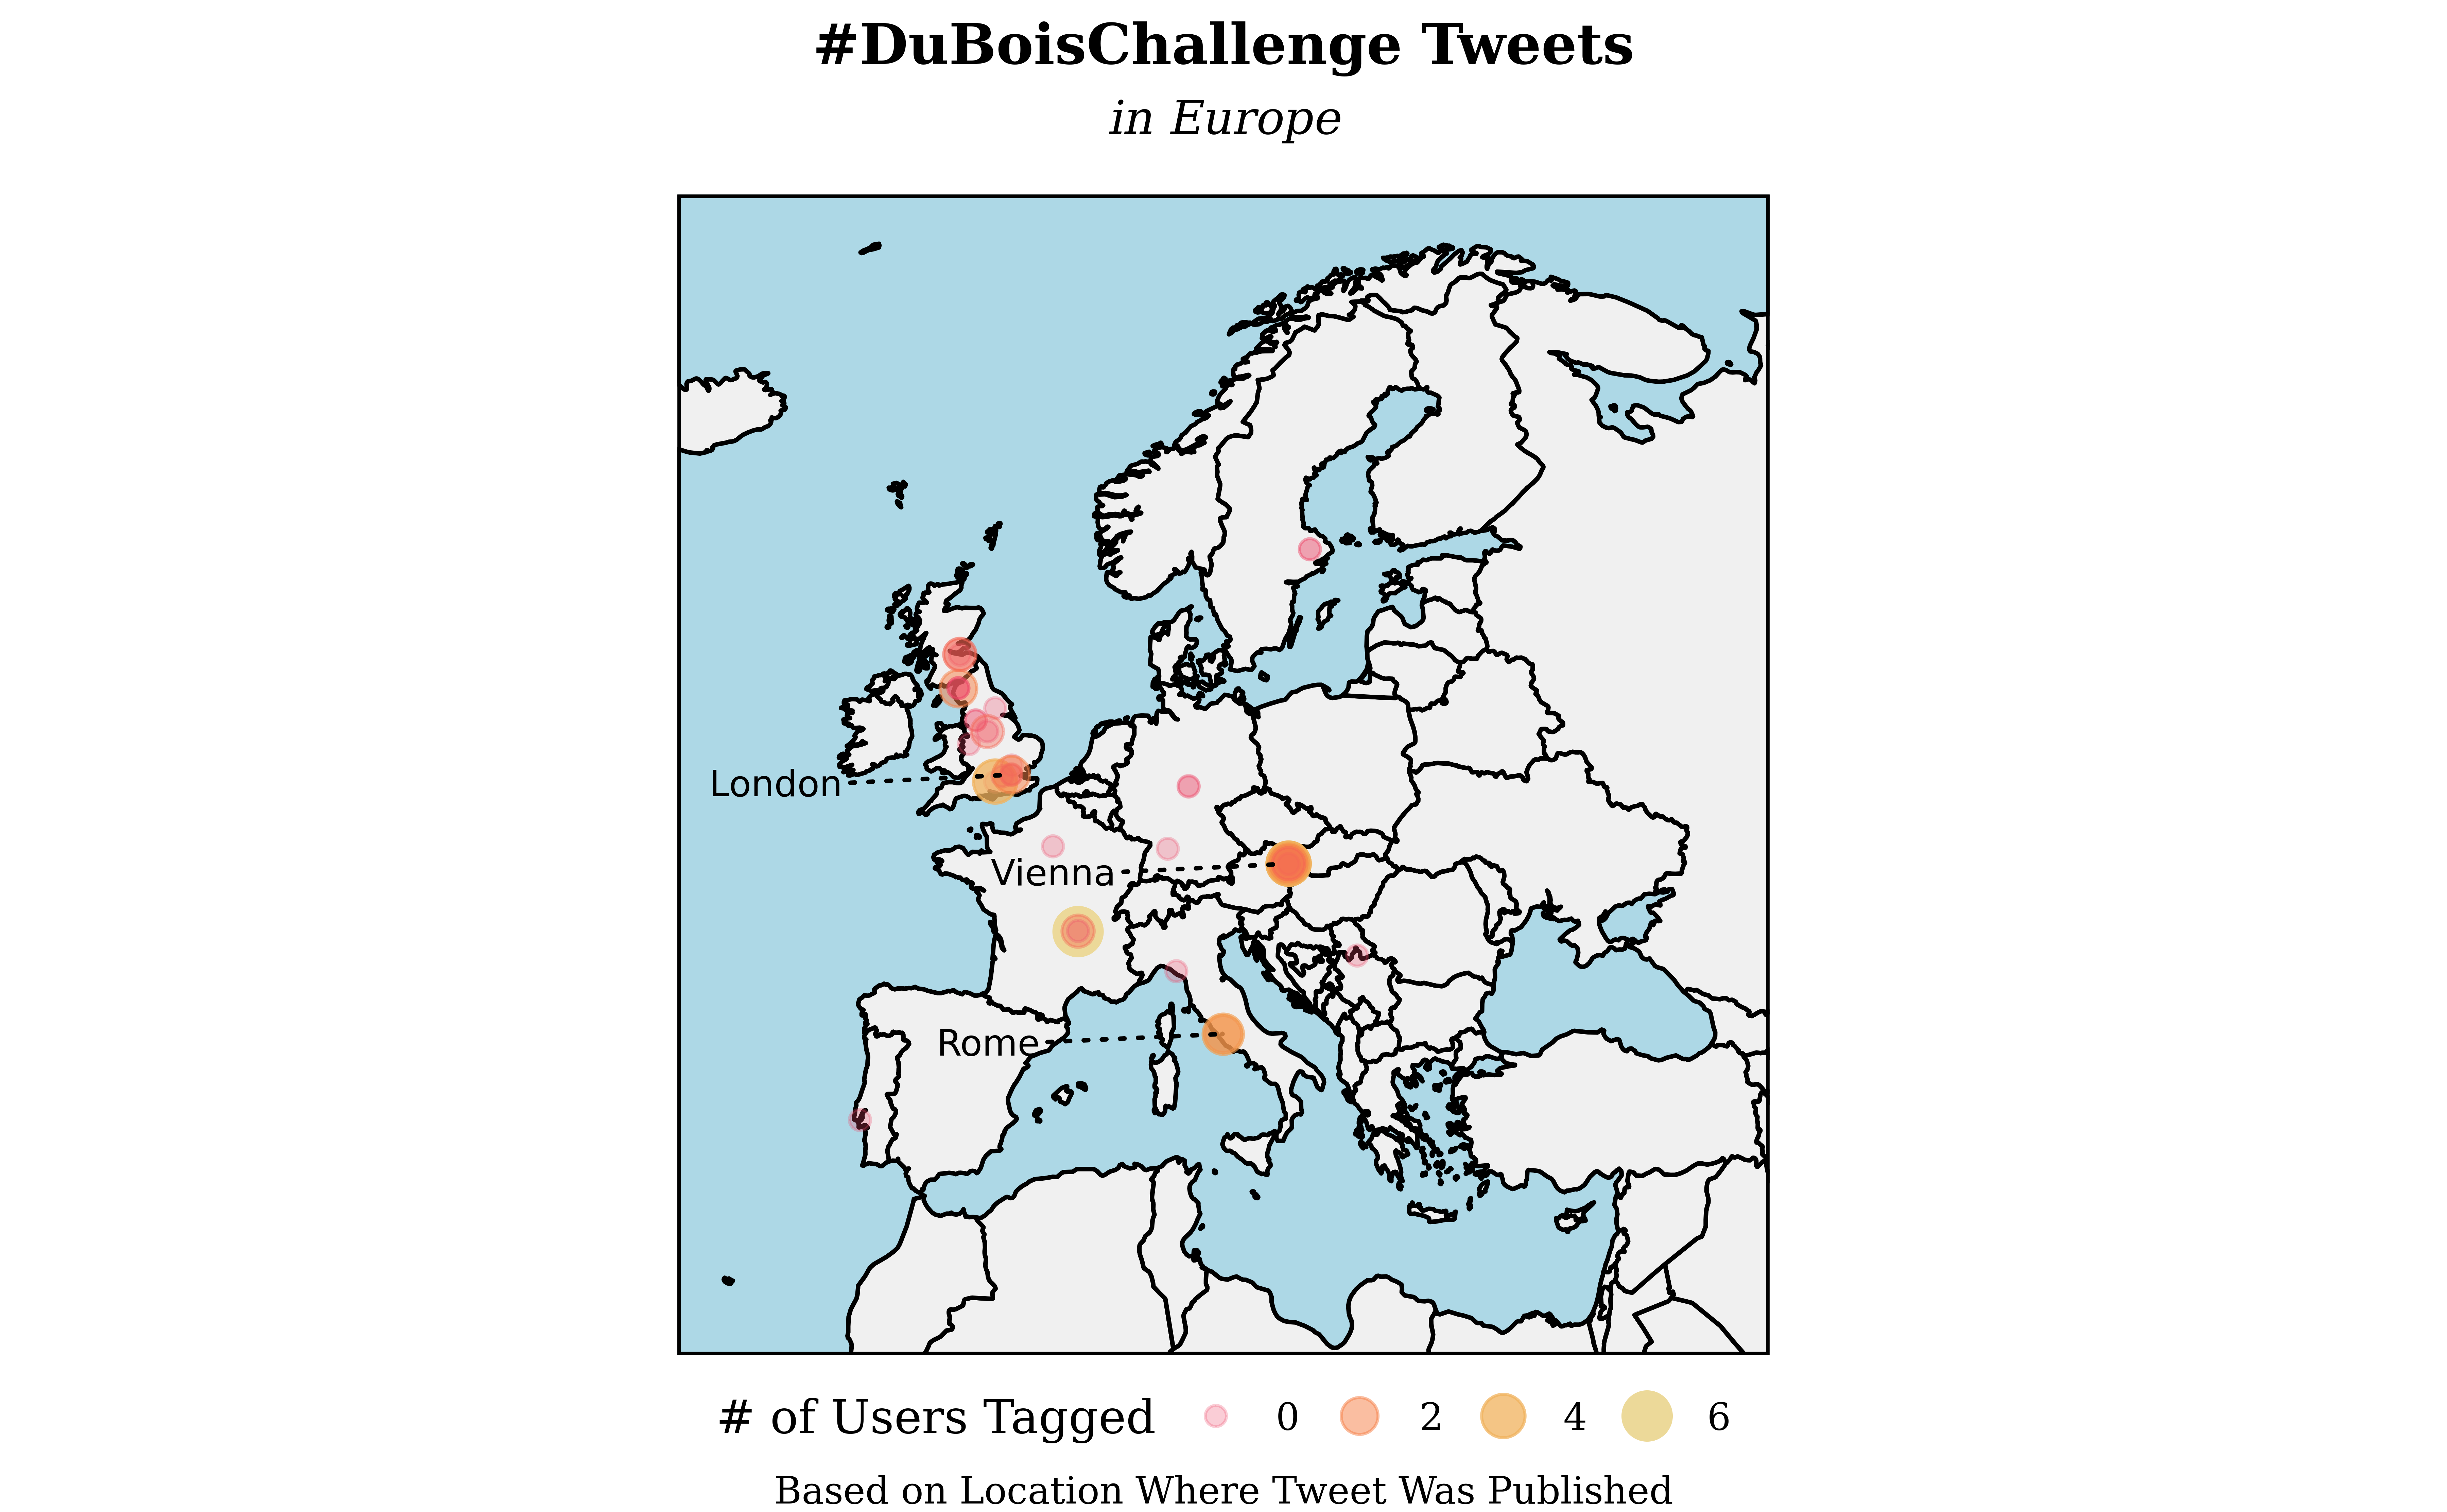 #DuBoisChallenge Tweets
in Europe
London
Vienna
Rome
# of Users Tagged 0 2 4 6
Based on Location Where Tweet Was Published